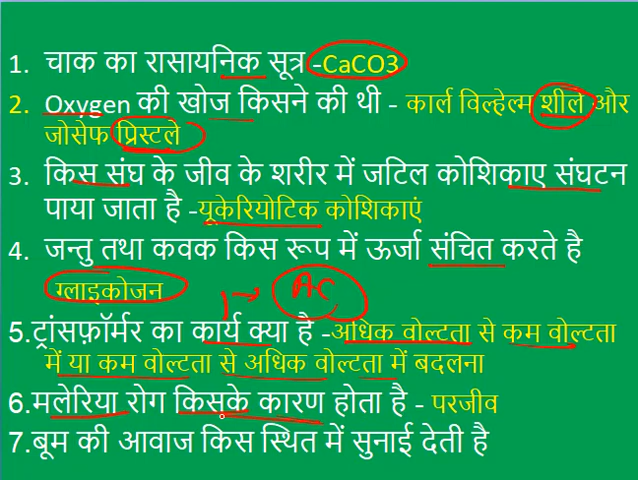 1. चाक का रासायनिक सूत्र -CaCO3
2. Oxygen की खोज किसने की थी - कार्ल विल्हेल्म शीले और
जोसेफ प्रिस्टले
3. किस संघ के जीव के शरीर में जटिल कोशिकाए संघटन
पाया जाता है -यूकेरियोटिक कोशिकाएं
4. जन्तु तथा कवक किस रूप में ऊर्जा संचित करते है
ग्लाइकोजन
AC
5.ट्रांसफ़ॉर्मर का कार्य क्या है -अधिक वोल्टता से कम वोल्टता
में या कम वोल्टता से अधिक वोल्टता में बदलना
6.मलेरिया रोग किसके कारण होता है - परजीव
7.बूम की आवाज किस स्थित में सुनाई देती है